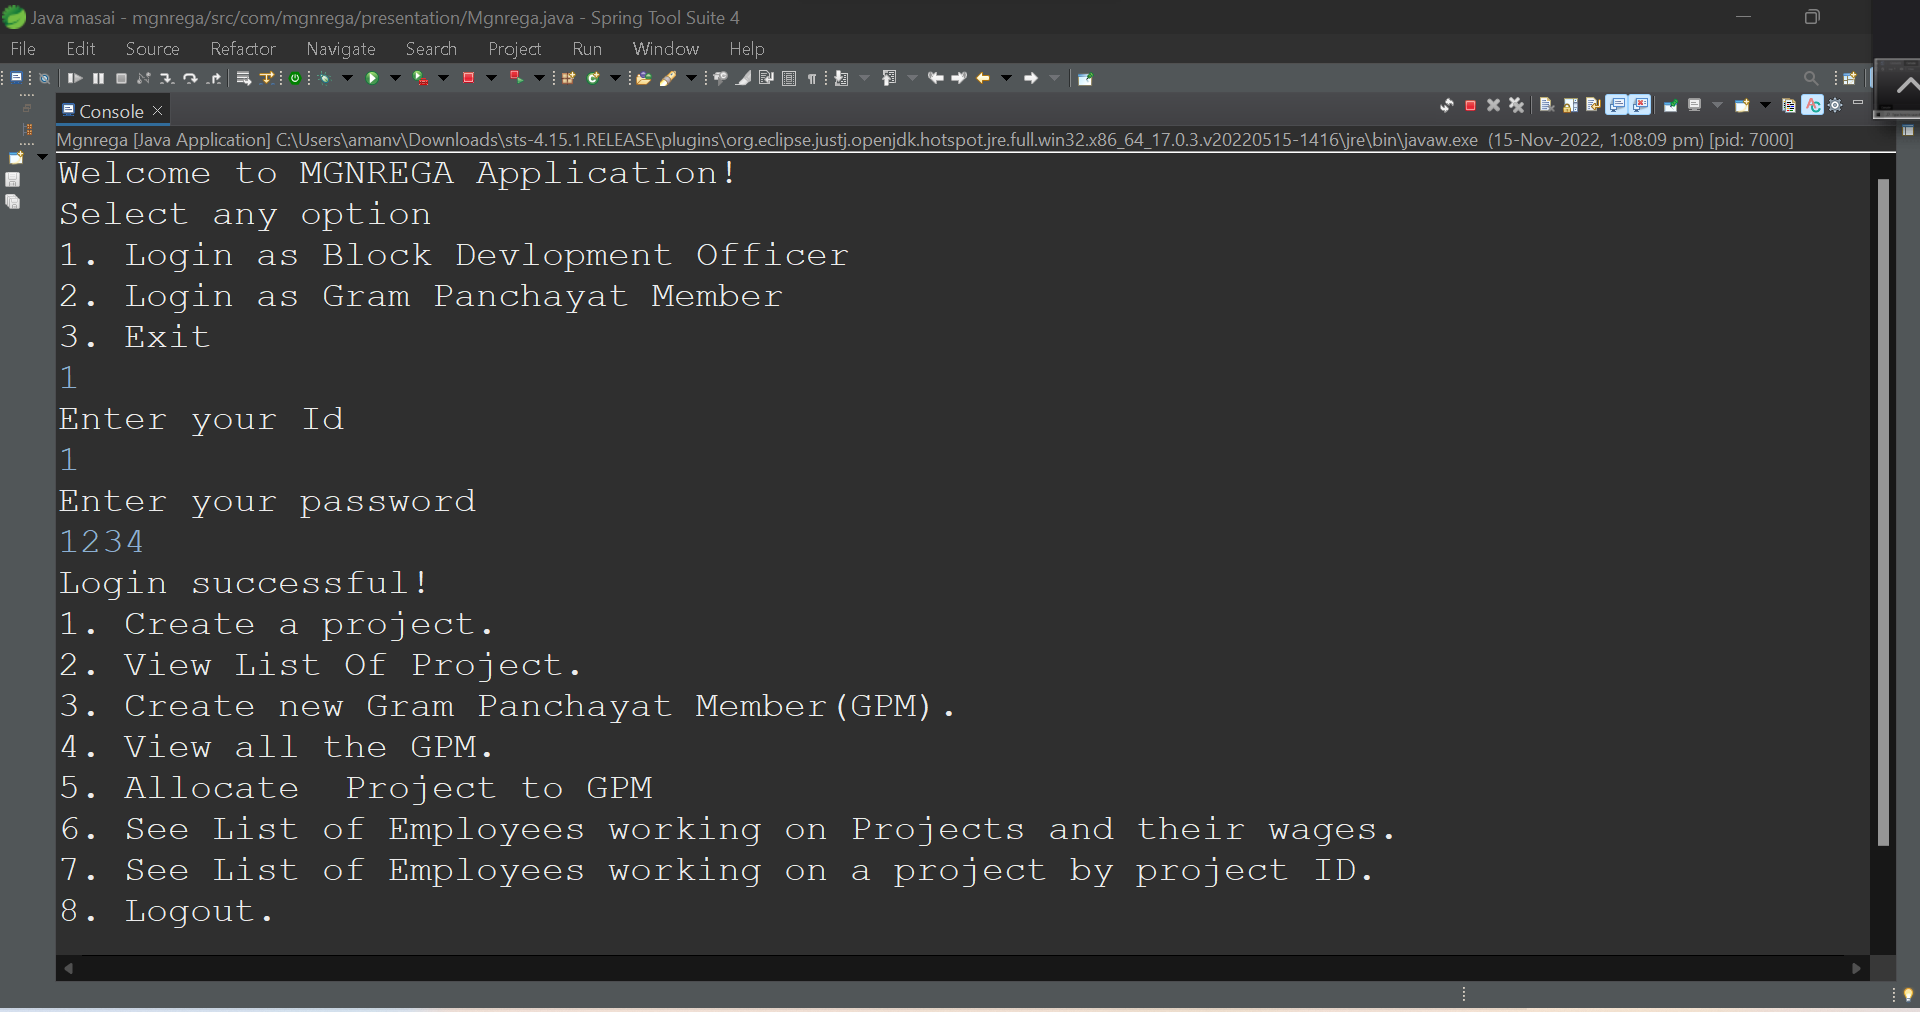 Java masai - mgnrega/src/com/mgnrega/presentation/Mgnrega.java - Spring Tool Suite 4
File Edit Source Refactor Navigate Search Project Run Window Help
Console
Mgnrega [Java Application] C:\Users\amanv\Downloads\sts-4.15.1.RELEASE\plugins\org.eclipse.justj.openjdk.hotspot.jre.full.win32.x86_64_17.0.3.v20220515-1416\jre\bin\javaw.exe (15-Nov-2022, 1:08:09 pm) [pid: 7000]
Welcome to MGNREGA Application!
Select any option
1. Login as Block Devlopment Officer
2. Login as Gram Panchayat Member
3. Exit
1
Enter your Id
1
Enter your password
1234
Login successful!
1. Create a project.
2. View List Of Project.
3. Create new Gram Panchayat Member(GPM).
4. View all the GPM.
5. Allocate  Project to GPM
6. See List of Employees working on Projects and their wages.
7. See List of Employees working on a project by project ID.
8. Logout.